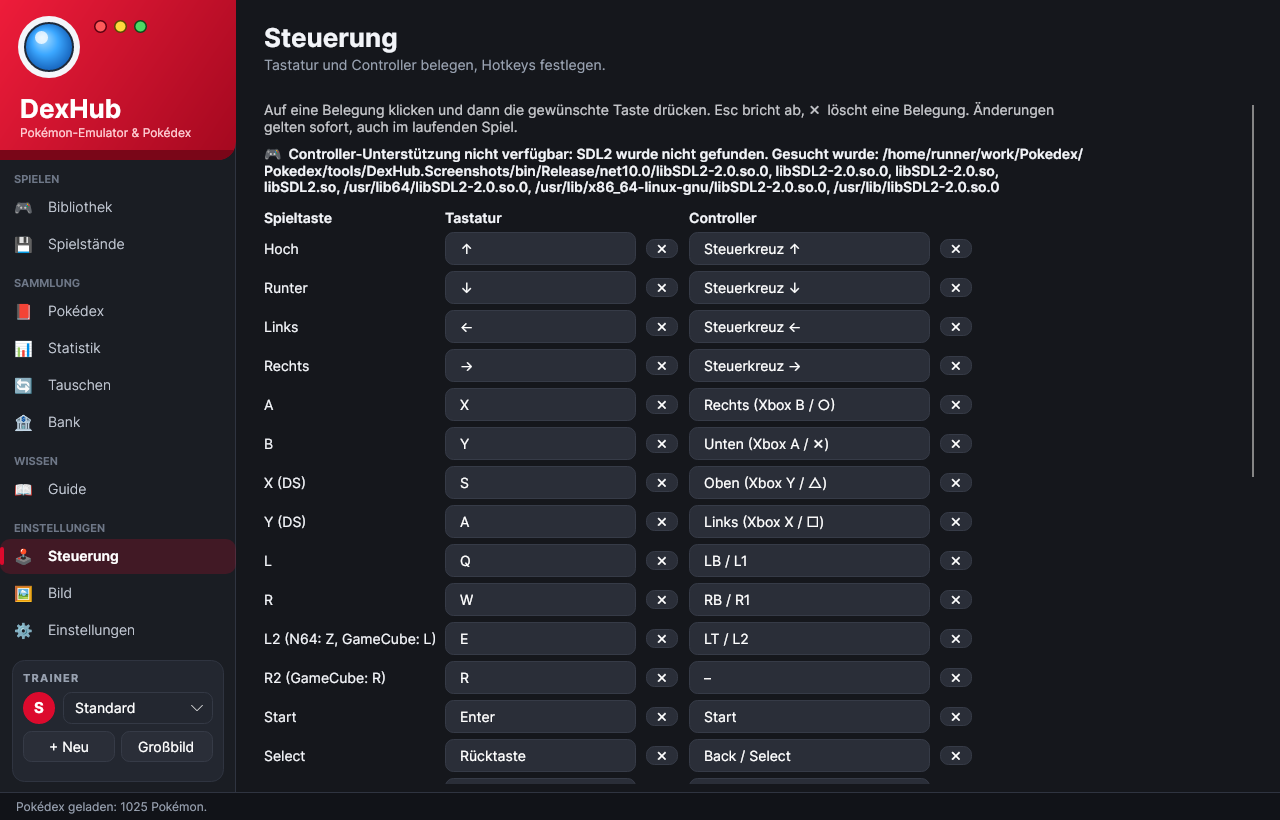 DexHub
Pokémon-Emulator & Pokédex
SPIELEN
Bibliothek
Spielstände
SAMMLUNG
Pokédex
Statistik
Tauschen
Bank
WISSEN
Guide
EINSTELLUNGEN
Steuerung
Bild
Einstellungen
TRAINER
S Standard
+ Neu Großbild
Steuerung
Tastatur und Controller belegen, Hotkeys festlegen.
Auf eine Belegung klicken und dann die gewünschte Taste drücken. Esc bricht ab, ✕ löscht eine Belegung. Änderungen
gelten sofort, auch im laufenden Spiel.
🎮 Controller-Unterstützung nicht verfügbar: SDL2 wurde nicht gefunden. Gesucht wurde: /home/runner/work/Pokedex/
Pokedex/tools/DexHub.Screenshots/bin/Release/net10.0/libSDL2-2.0.so.0, libSDL2-2.0.so.0, libSDL2-2.0.so,
libSDL2.so, /usr/lib64/libSDL2-2.0.so.0, /usr/lib/x86_64-linux-gnu/libSDL2-2.0.so.0, /usr/lib/libSDL2-2.0.so.0
Spieltaste Tastatur Controller
Hoch ↑ ✕ Steuerkreuz ↑ ✕
Runter ↓ ✕ Steuerkreuz ↓ ✕
Links ← ✕ Steuerkreuz ← ✕
Rechts → ✕ Steuerkreuz → ✕
A X ✕ Rechts (Xbox B / ○) ✕
B Y ✕ Unten (Xbox A / ✕) ✕
X (DS) S ✕ Oben (Xbox Y / △) ✕
Y (DS) A ✕ Links (Xbox X / □) ✕
L Q ✕ LB / L1 ✕
R W ✕ RB / R1 ✕
L2 (N64: Z, GameCube: L) E ✕ LT / L2 ✕
R2 (GameCube: R) R ✕ – ✕
Start Enter ✕ Start ✕
Select Rücktaste ✕ Back / Select ✕
Pokédex geladen: 1025 Pokémon.